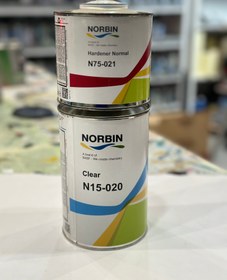 NORBIN
Hardener Normal
N75-021
NORBIN
Clear
N15-020